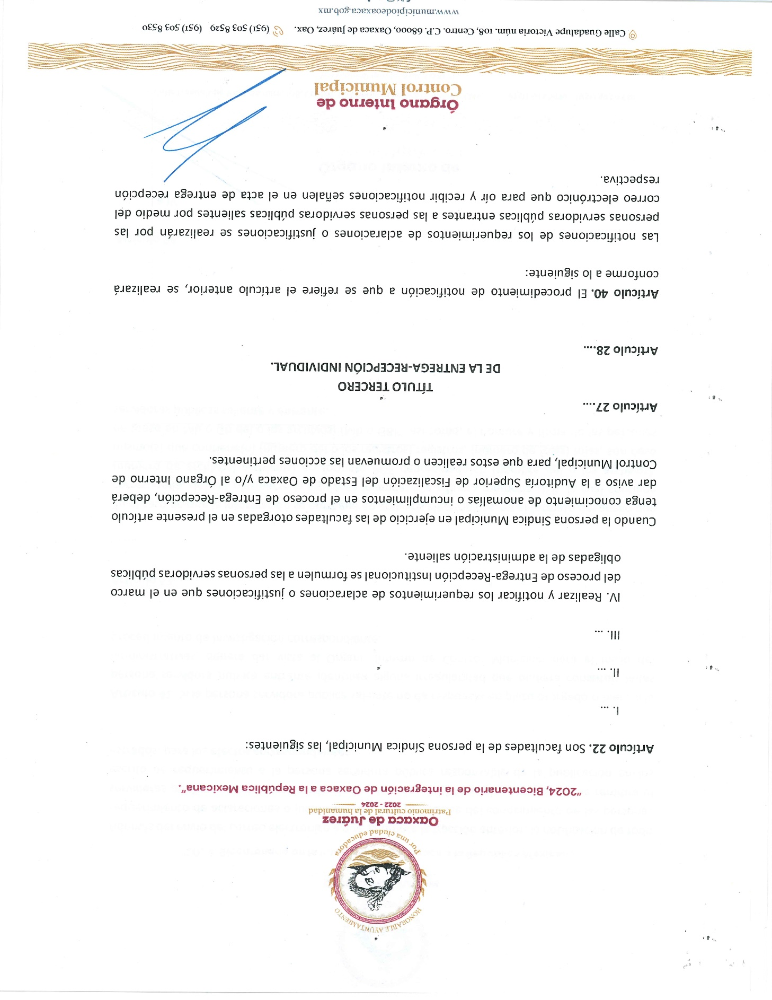 HONORABLE AYUNTAMIENTO
Por una ciudad educadora
Oaxaca de Juárez
Patrimonio cultural de la humanidad
2022 - 2024
"2024, Bicentenario de la integración de Oaxaca a la República Mexicana".
Artículo 22. Son facultades de la persona Síndica Municipal, las siguientes:
I. ...
II. ...
III. ...
IV. Realizar y notificar los requerimientos de aclaraciones o justificaciones que en el marco
del proceso de Entrega-Recepción Institucional se formulen a las personas servidoras públicas
obligadas de la administración saliente.
Cuando la persona Síndica Municipal en ejercicio de las facultades otorgadas en el presente artículo
tenga conocimiento de anomalías o incumplimientos en el proceso de Entrega-Recepción, deberá
dar aviso a la Auditoría Superior de Fiscalización del Estado de Oaxaca y/o al Órgano Interno de
Control Municipal, para que estos realicen o promuevan las acciones pertinentes.
Artículo 27....
TÍTULO TERCERO
DE LA ENTREGA-RECEPCIÓN INDIVIDUAL.
Artículo 28....
Artículo 40. El procedimiento de notificación a que se refiere el artículo anterior, se realizará
conforme a lo siguiente:
Las notificaciones de los requerimientos de aclaraciones o justificaciones se realizarán por las
personas servidoras públicas entrantes a las personas servidoras públicas salientes por medio del
correo electrónico que para oír y recibir notificaciones señalen en el acta de entrega recepción
respectiva.
Órgano Interno de
Control Municipal
Calle Guadalupe Victoria núm. 108, Centro. C.P. 68000, Oaxaca de Juárez, Oax. (951) 503 8529 (951) 503 8530
www.municipiodeoaxaca.gob.mx